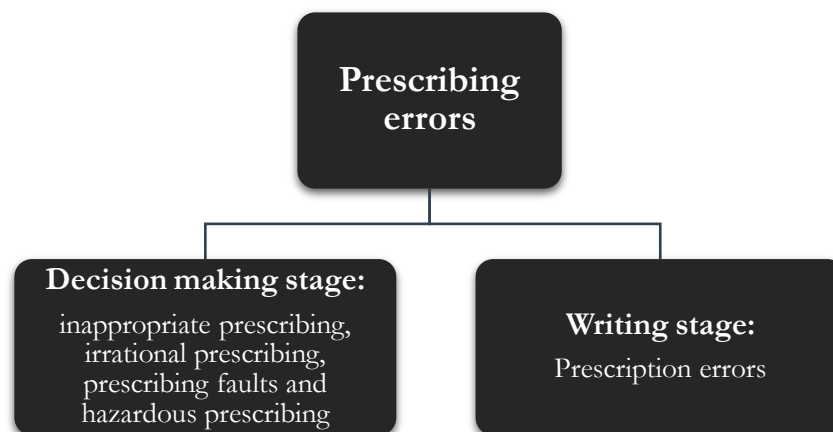 Prescribing
errors
Decision making stage:
inappropriate prescribing,
irrational prescribing,
prescribing faults and
hazardous prescribing
Writing stage:
Prescription errors